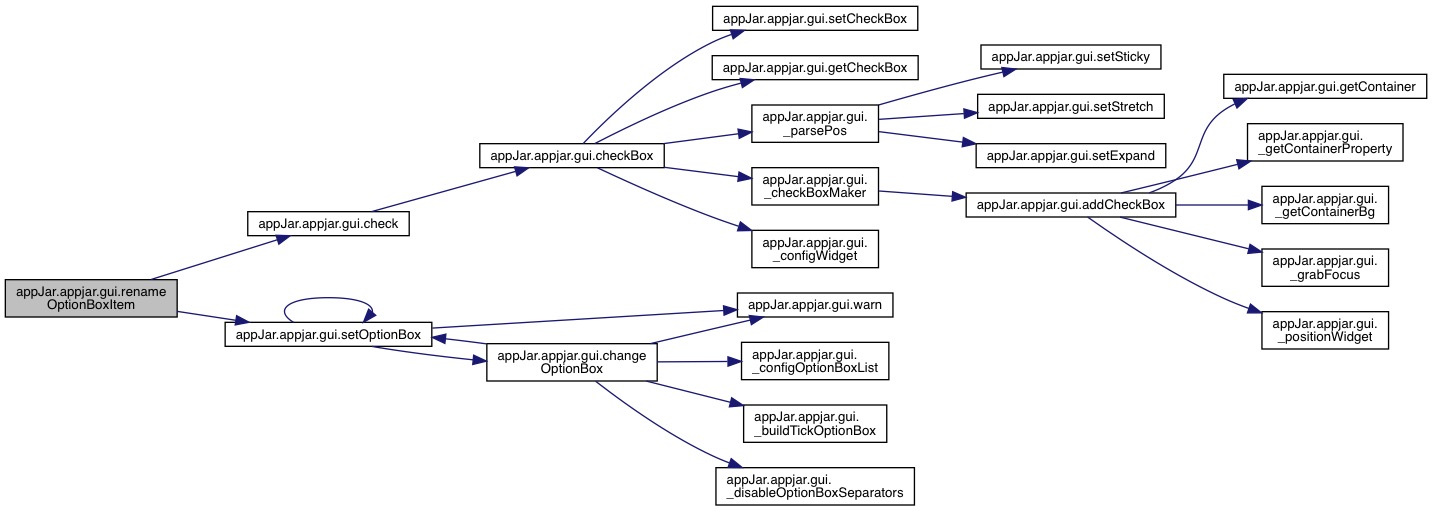 appJar.appjar.gui.rename
OptionBoxItem
appJar.appjar.gui.check
appJar.appjar.gui.setOptionBox
appJar.appjar.gui.checkBox
appJar.appjar.gui.change
OptionBox
appJar.appjar.gui.setCheckBox
appJar.appjar.gui.getCheckBox
appJar.appjar.gui.
_parsePos
appJar.appjar.gui.
_checkBoxMaker
appJar.appjar.gui.
_configWidget
appJar.appjar.gui.warn
appJar.appjar.gui.
_configOptionBoxList
appJar.appjar.gui.
_buildTickOptionBox
appJar.appjar.gui.
_disableOptionBoxSeparators
appJar.appjar.gui.setSticky
appJar.appjar.gui.setStretch
appJar.appjar.gui.setExpand
appJar.appjar.gui.addCheckBox
appJar.appjar.gui.getContainer
appJar.appjar.gui.
_getContainerProperty
appJar.appjar.gui.
_getContainerBg
appJar.appjar.gui.
_grabFocus
appJar.appjar.gui.
_positionWidget